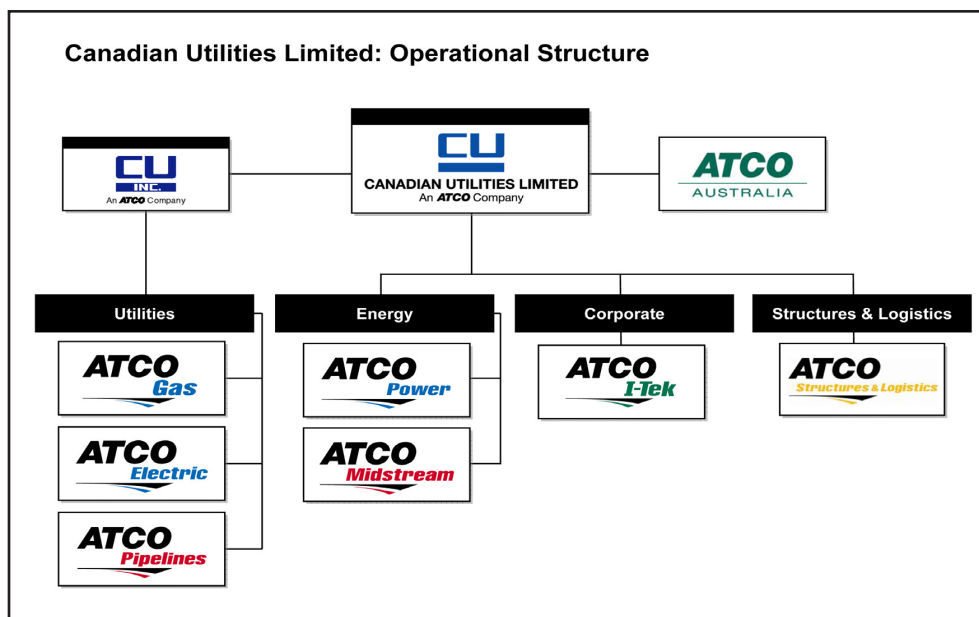 Canadian Utilities Limited: Operational Structure
CU
INC.
An ATCO Company
CU
CANADIAN UTILITIES LIMITED
An ATCO Company
ATCO
AUSTRALIA
Utilities
ATCO
Gas
ATCO
Electric
ATCO
Pipelines
Energy
ATCO
Power
ATCO
Midstream
Corporate
ATCO
I-Tek
Structures & Logistics
ATCO
Structures & Logistics